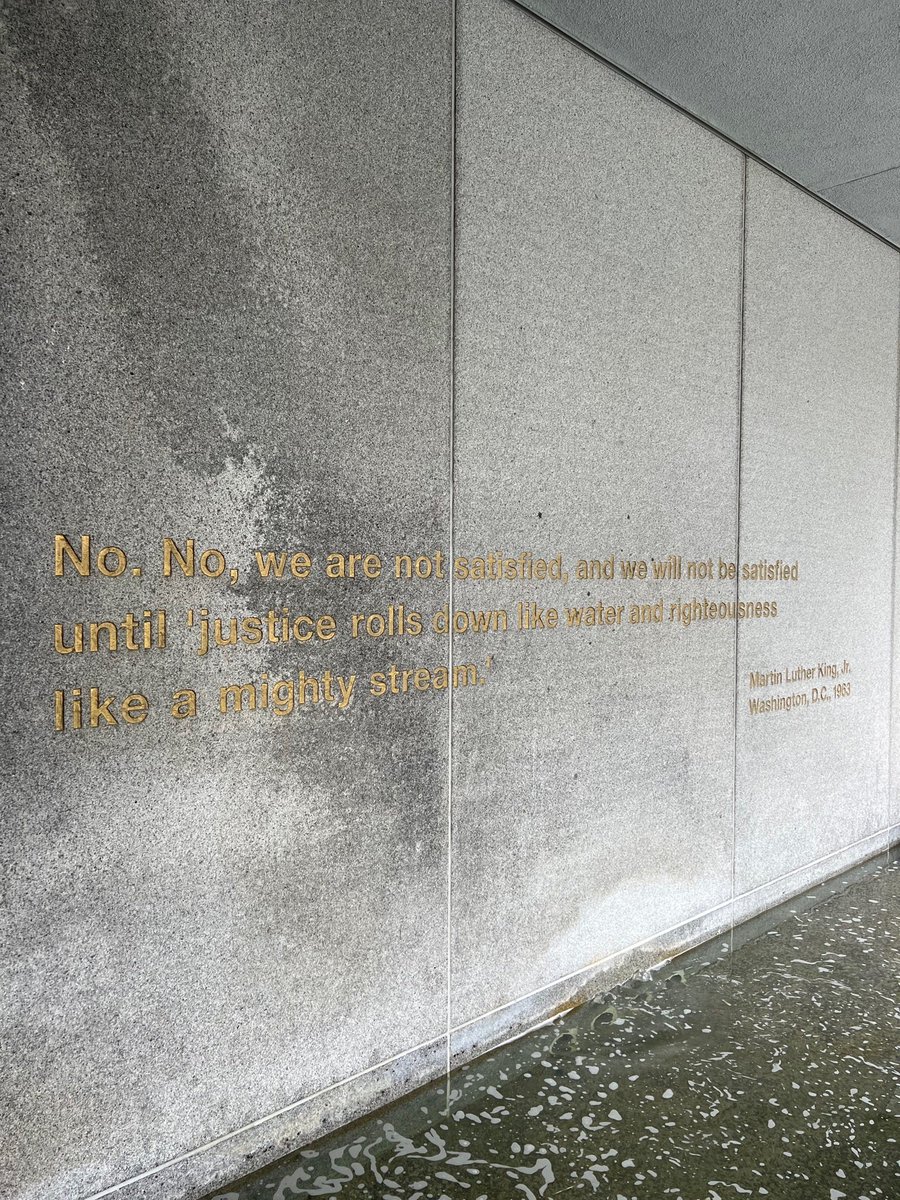 No. No, we are not satisfied, and we will not be satisfied
until 'justice rolls down like water and righteousness
like a mighty stream.'
Martin Luther King, Jr.
Washington, D.C., 1963